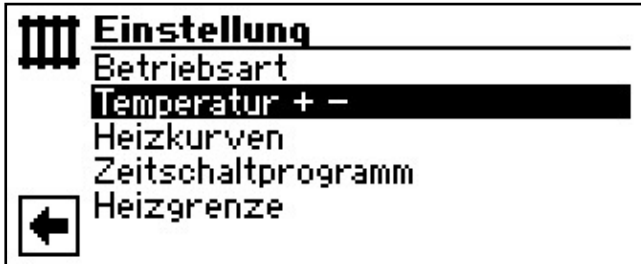 Einstellung
Betriebsart
Temperatur + −
Heizkurven
Zeitschaltprogramm
Heizgrenze